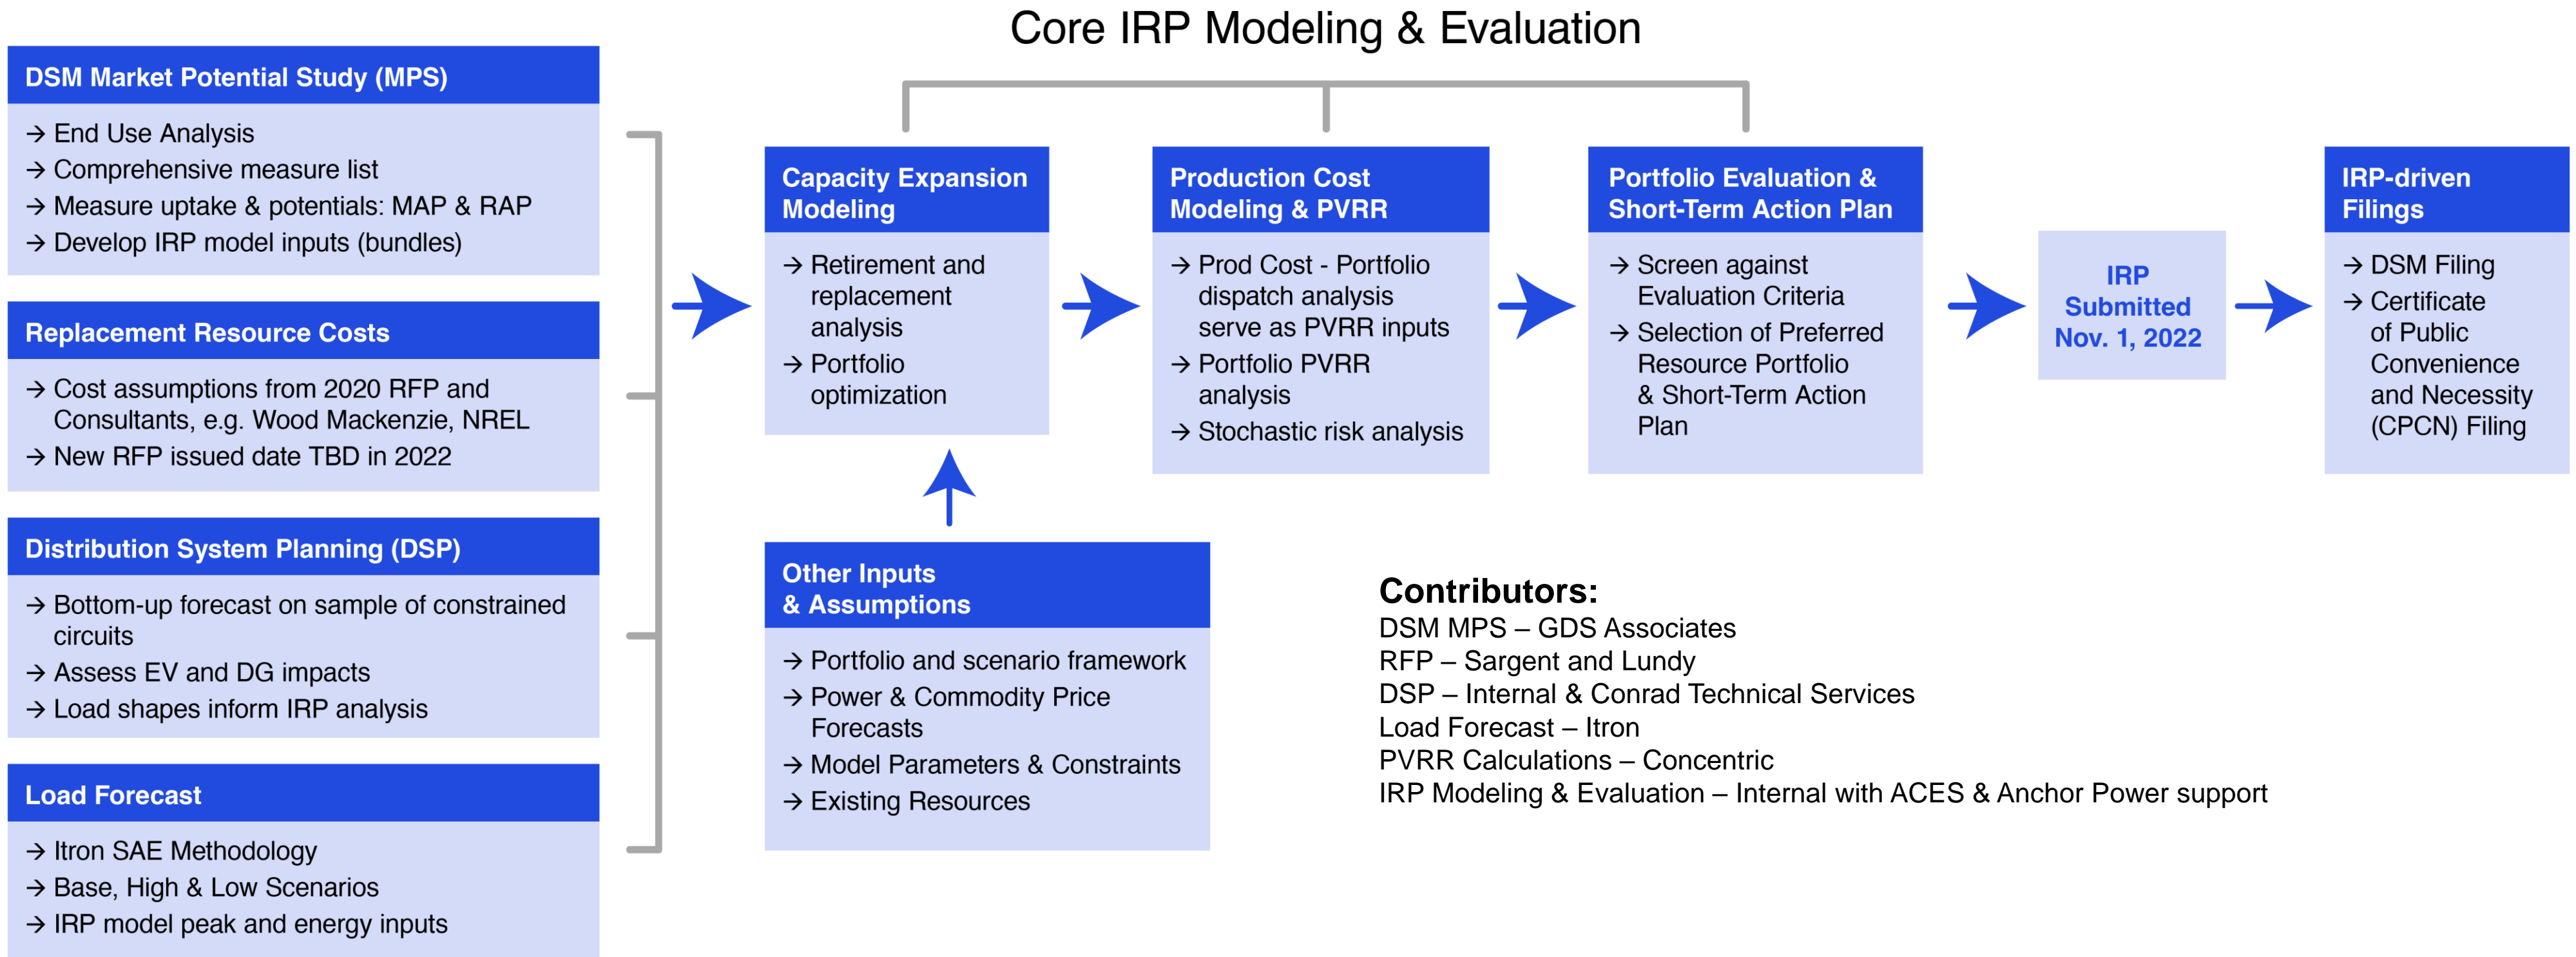 Core IRP Modeling & Evaluation
DSM Market Potential Study (MPS)
→ End Use Analysis
→ Comprehensive measure list
→ Measure uptake & potentials: MAP & RAP
→ Develop IRP model inputs (bundles)
Replacement Resource Costs
→ Cost assumptions from 2020 RFP and
Consultants, e.g. Wood Mackenzie, NREL
→ New RFP issued date TBD in 2022
Distribution System Planning (DSP)
→ Bottom-up forecast on sample of constrained
circuits
→ Assess EV and DG impacts
→ Load shapes inform IRP analysis
Load Forecast
→ Itron SAE Methodology
→ Base, High & Low Scenarios
→ IRP model peak and energy inputs
Capacity Expansion
Modeling
→ Retirement and
replacement
analysis
→ Portfolio
optimization
Other Inputs
& Assumptions
→ Portfolio and scenario framework
→ Power & Commodity Price
Forecasts
→ Model Parameters & Constraints
→ Existing Resources
Production Cost
Modeling & PVRR
→ Prod Cost - Portfolio
dispatch analysis
serve as PVRR inputs
→ Portfolio PVRR
analysis
→ Stochastic risk analysis
Portfolio Evaluation &
Short-Term Action Plan
→ Screen against
Evaluation Criteria
→ Selection of Preferred
Resource Portfolio
& Short-Term Action
Plan
IRP
Submitted
Nov. 1, 2022
IRP-driven
Filings
→ DSM Filing
→ Certificate
of Public
Convenience
and Necessity
(CPCN) Filing
Contributors:
DSM MPS – GDS Associates
RFP – Sargent and Lundy
DSP – Internal & Conrad Technical Services
Load Forecast – Itron
PVRR Calculations – Concentric
IRP Modeling & Evaluation – Internal with ACES & Anchor Power support